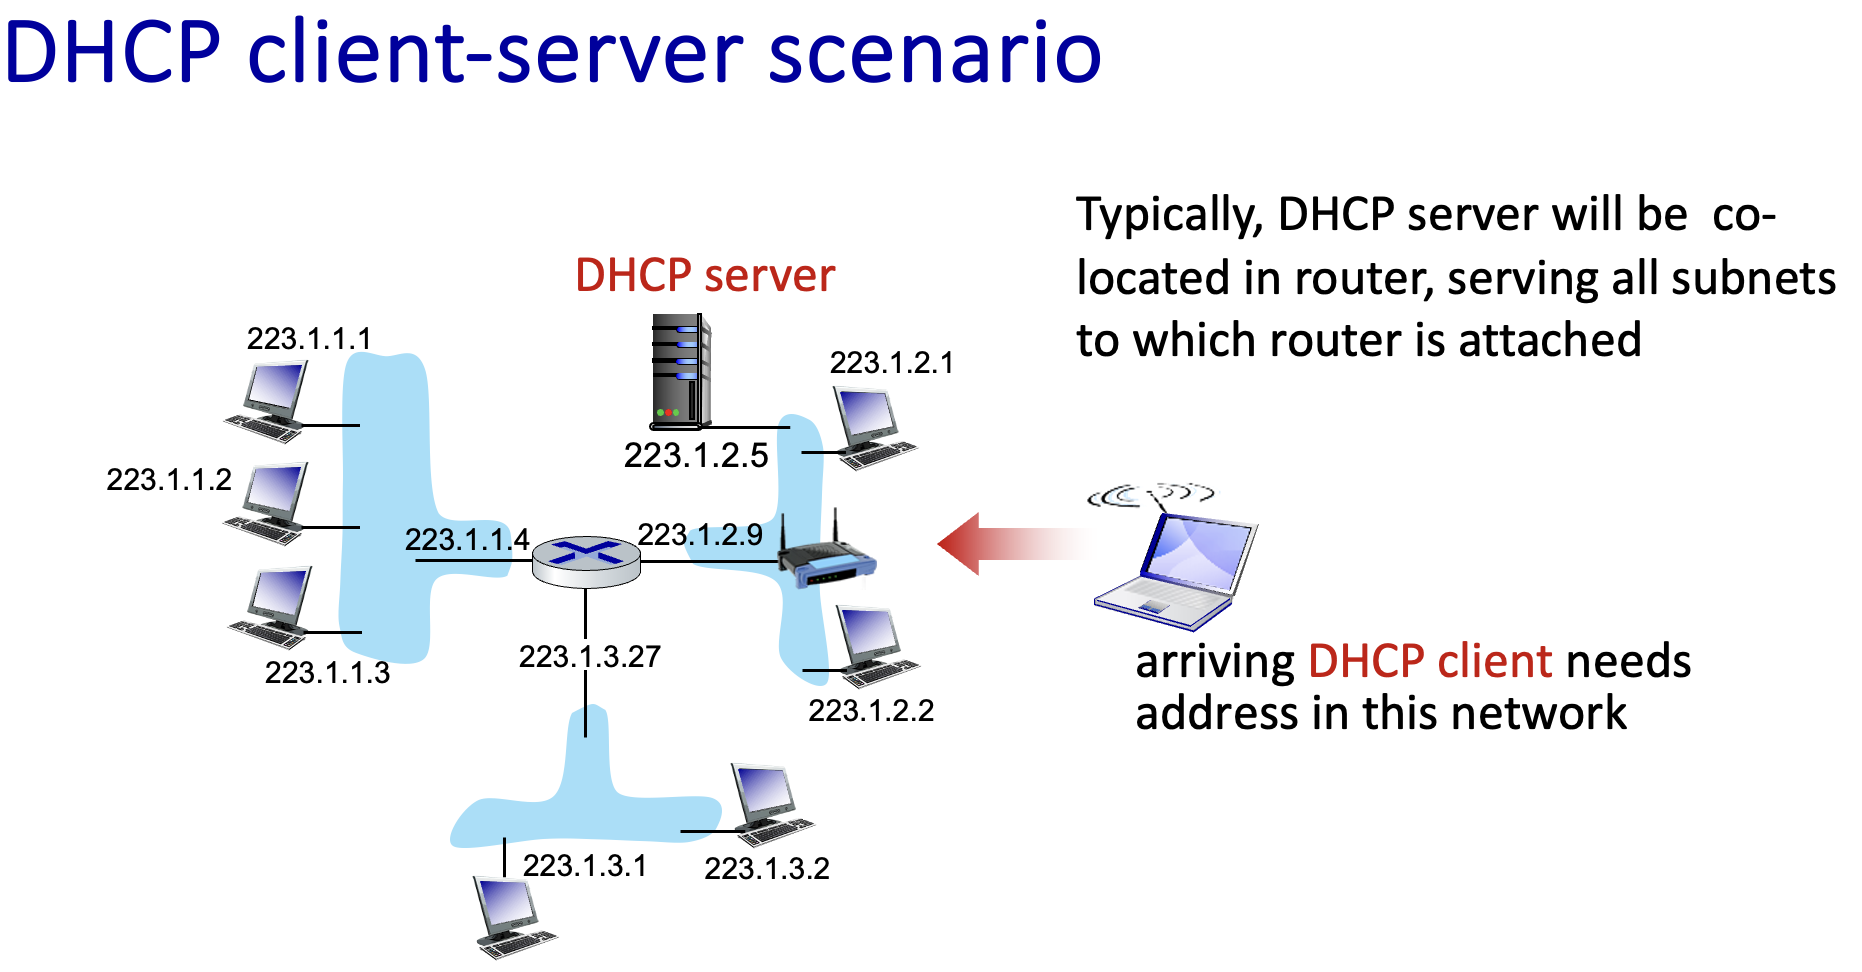 DHCP client-server scenario
Typically, DHCP server will be  co-
located in router, serving all subnets
to which router is attached
DHCP server
223.1.1.1
223.1.2.1
223.1.2.5
223.1.1.2
223.1.1.4
223.1.2.9
223.1.3.27
223.1.1.3
223.1.2.2
arriving DHCP client needs
address in this network
223.1.3.1
223.1.3.2